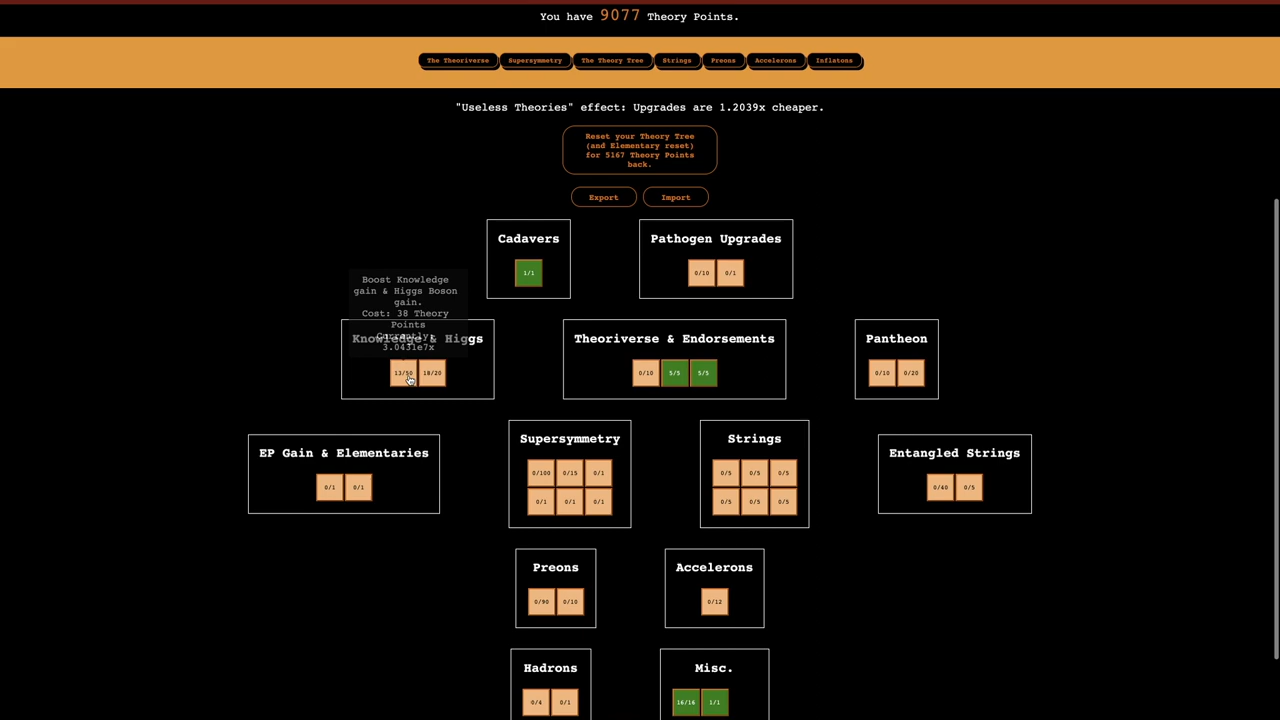 You have 9077 Theory Points.
The Theoriverse Supersymmetry The Theory Tree Strings Preons Accelerons Inflatons
"Useless Theories" effect: Upgrades are 1.2039x cheaper.
Reset your Theory Tree
(and Elementary reset)
for 5167 Theory Points
back.
Export Import
Cadavers Pathogen Upgrades
1/1 0/10 0/1
Boost Knowledge
gain & Higgs Boson
gain.
Cost: 38 Theory
Points
Currently:
3.0431e7x
Knowledge & Higgs Theoriverse & Endorsements Pantheon
13/50 18/20 0/10 5/5 5/5 0/10 0/20
Supersymmetry Strings
EP Gain & Elementaries Entangled Strings
0/100 0/15 0/1 0/5 0/5 0/5
0/1 0/1 0/40 0/5
0/1 0/1 0/1 0/5 0/5 0/5
Preons Accelerons
0/90 0/10 0/12
Hadrons Misc.
0/4 0/1 16/16 1/1